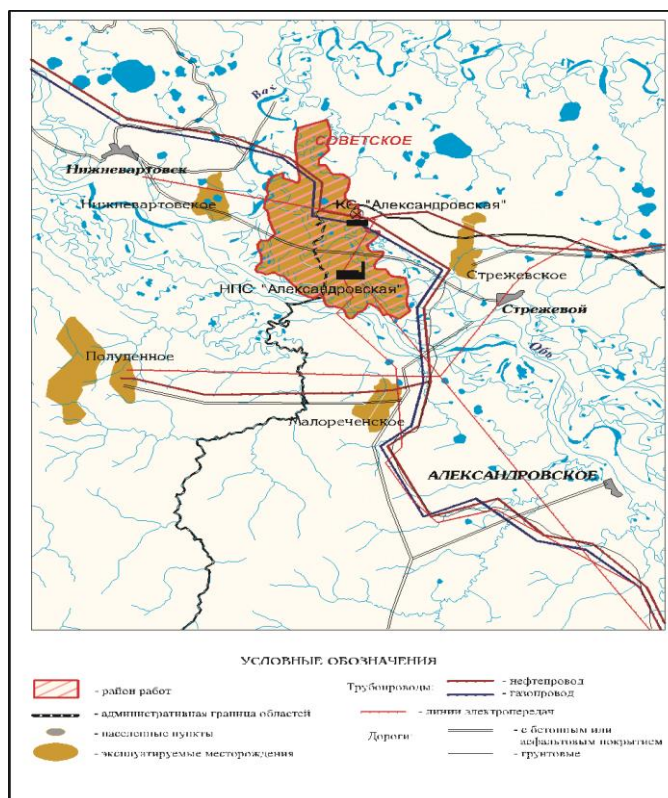 Вах
СОВЕТСКОЕ
Нижневартовск
Нижневартовское
КС "Александровская"
Стрежевское
НПС "Александровская"
Стрежевой
Полуденное
Обь
Малореченское
АЛЕКСАНДРОВСКОЕ
УСЛОВНЫЕ ОБОЗНАЧЕНИЯ
- район работ
- административная граница областей
- населенные пункты
- эксплуатируемые месторождения
Трубопроводы:
- нефтепровод
- газопровод
- линии электропередач
Дороги
- с бетонным или
асфальтовым покрытием
- грунтовые